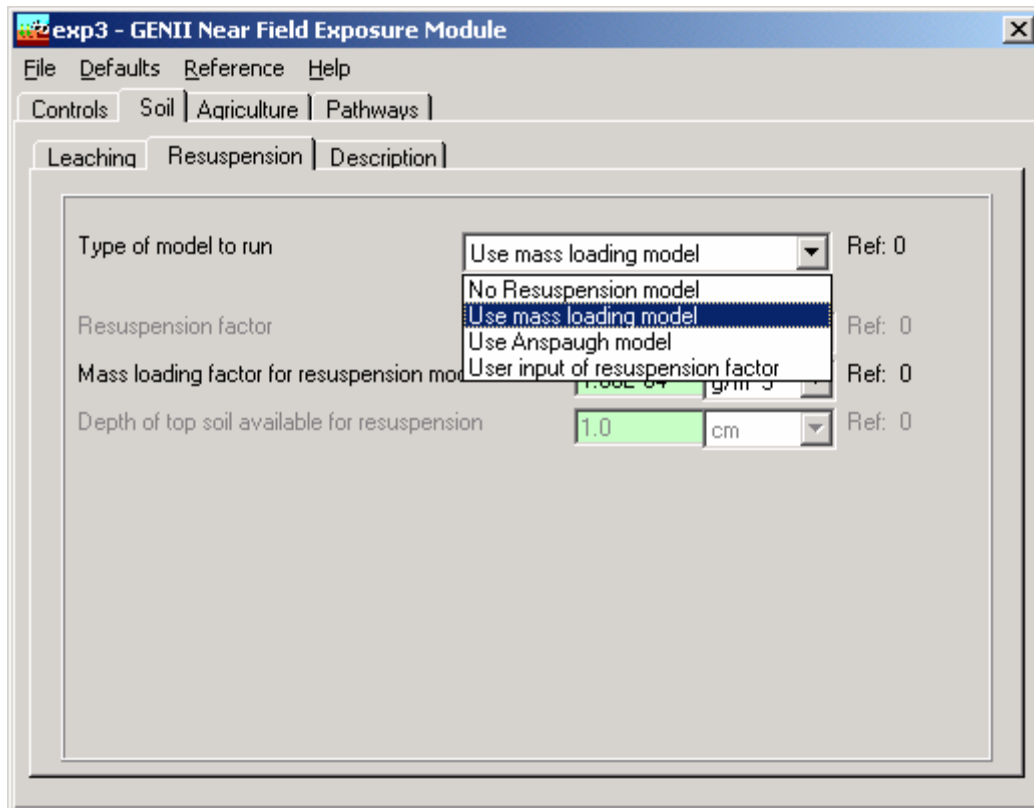 exp3 - GENII Near Field Exposure Module
File Defaults Reference Help
Controls Soil Agriculture Pathways
Leaching Resuspension Description
Type of model to run Use mass loading model Ref: 0
No Resuspension model
Use mass loading model
Use Anspaugh model
User input of resuspension factor
Resuspension factor Ref: 0
Mass loading factor for resuspension mod Ref: 0
Depth of top soil available for resuspension 1.0 cm Ref: 0